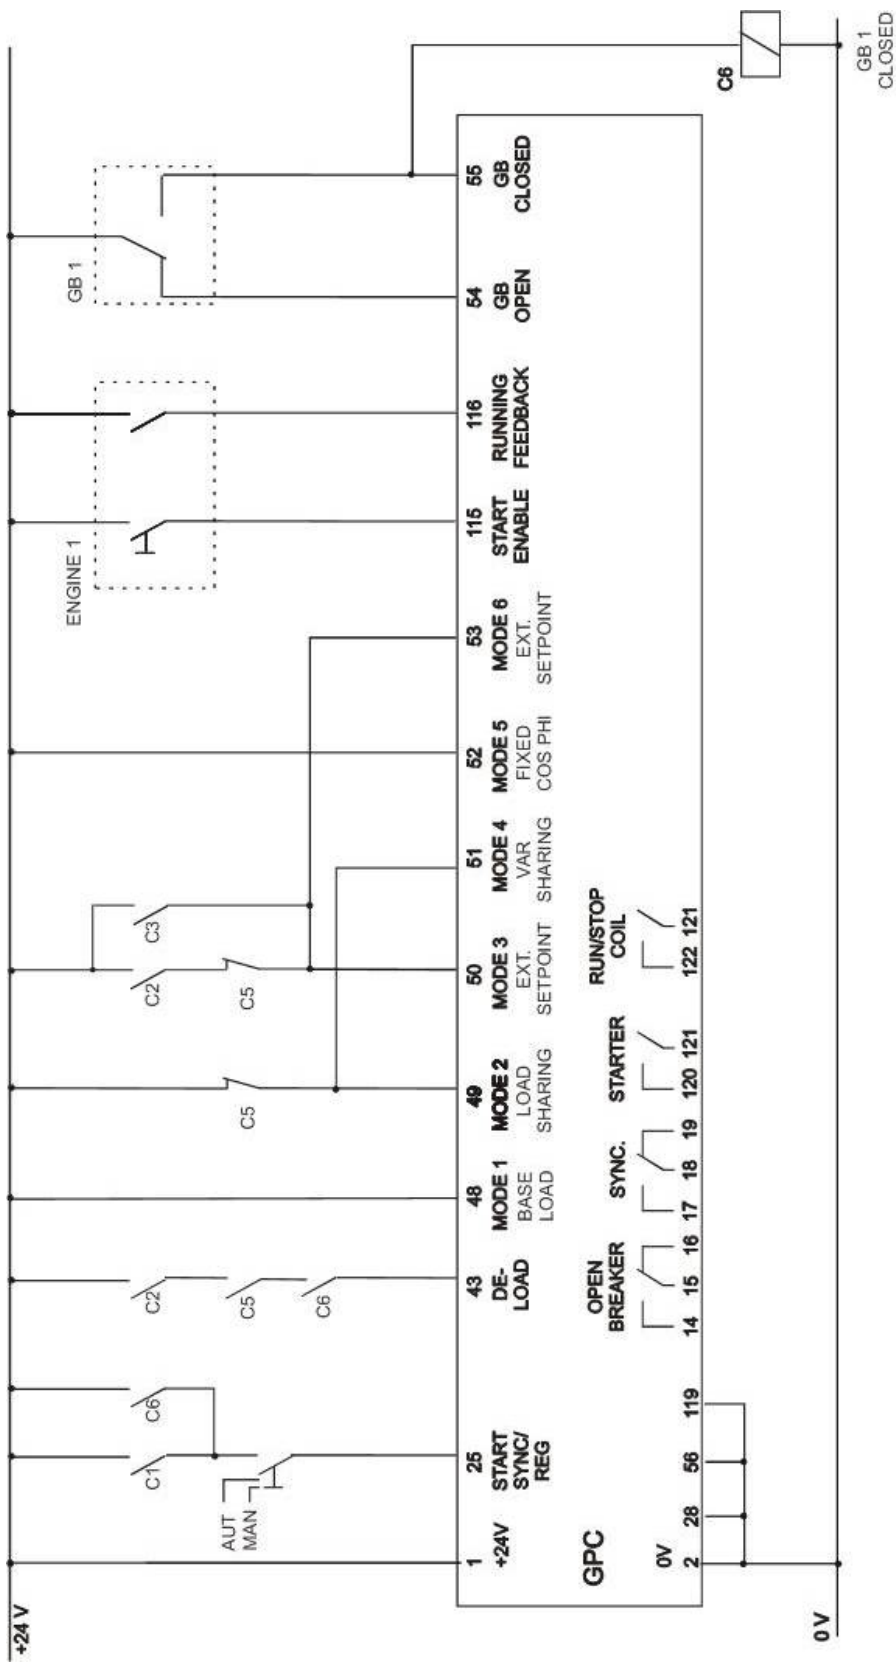 +24 V
AUT
MAN
C1
C6
C2
C5
C6
C5
C2
C5
C3
ENGINE 1
GB 1
1
+24V
25
START
SYNC/
REG
43
DE-
LOAD
48
MODE 1
BASE
LOAD
49
MODE 2
LOAD
SHARING
50
MODE 3
EXT.
SETPOINT
51
MODE 4
VAR
SHARING
52
MODE 5
FIXED
COS PHI
53
MODE 6
EXT.
SETPOINT
115
START
ENABLE
116
RUNNING
FEEDBACK
54
GB
OPEN
55
GB
CLOSED
GPC
OPEN
BREAKER
SYNC.
STARTER
RUN/STOP
COIL
0V
2
28
56
119
14
15
16
17
18
19
120
121
122
121
C6
0 V
GB 1
CLOSED